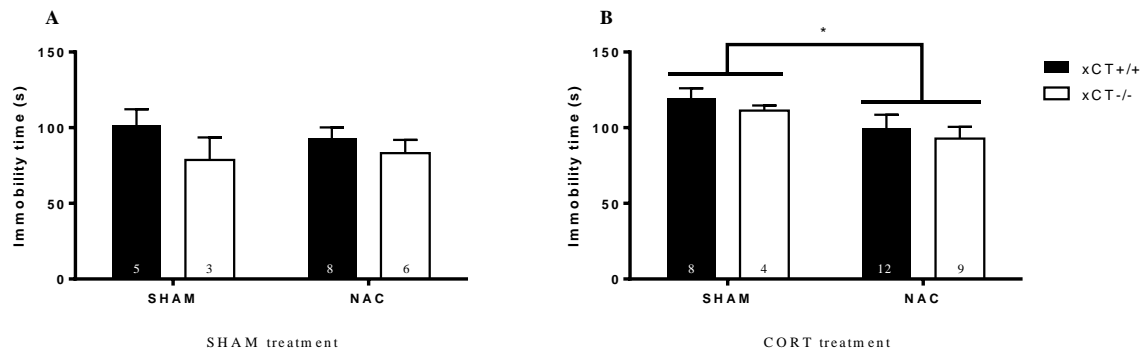 A
Immobility time (s)
150
100
50
0
5
3
8
6
SHAM
NAC
SHAM treatment
B
*
Immobility time (s)
150
100
50
0
8
4
12
9
SHAM
NAC
CORT treatment
xCT+/+
xCT-/-